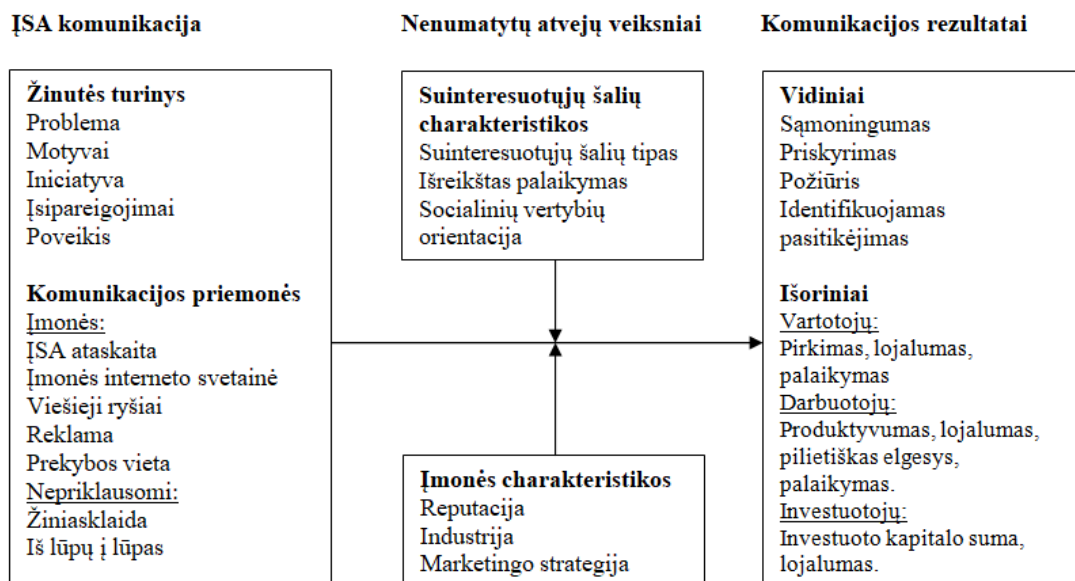 ĮSA komunikacija
Nenumatytų atvejų veiksniai
Komunikacijos rezultatai
Žinutės turinys
Problema
Motyvai
Iniciatyva
Įsipareigojimai
Poveikis
Komunikacijos priemonės
Įmonės:
ĮSA ataskaita
Įmonės interneto svetainė
Viešieji ryšiai
Reklama
Prekybos vieta
Nepriklausomi:
Žiniasklaida
Iš lūpų į lūpas
Suinteresuotųjų šalių
charakteristikos
Suinteresuotųjų šalių tipas
Išreikštas palaikymas
Socialinių vertybių
orientacija
Įmonės charakteristikos
Reputacija
Industrija
Marketingo strategija
Vidiniai
Sąmoningumas
Priskyrimas
Požiūris
Identifikuojamas
pasitikėjimas
Išoriniai
Vartotojų:
Pirkimas, lojalumas,
palaikymas
Darbuotojų:
Produktyvumas, lojalumas,
pilietiškas elgesys,
palaikymas.
Investuotojų:
Investuoto kapitalo suma,
lojalumas.